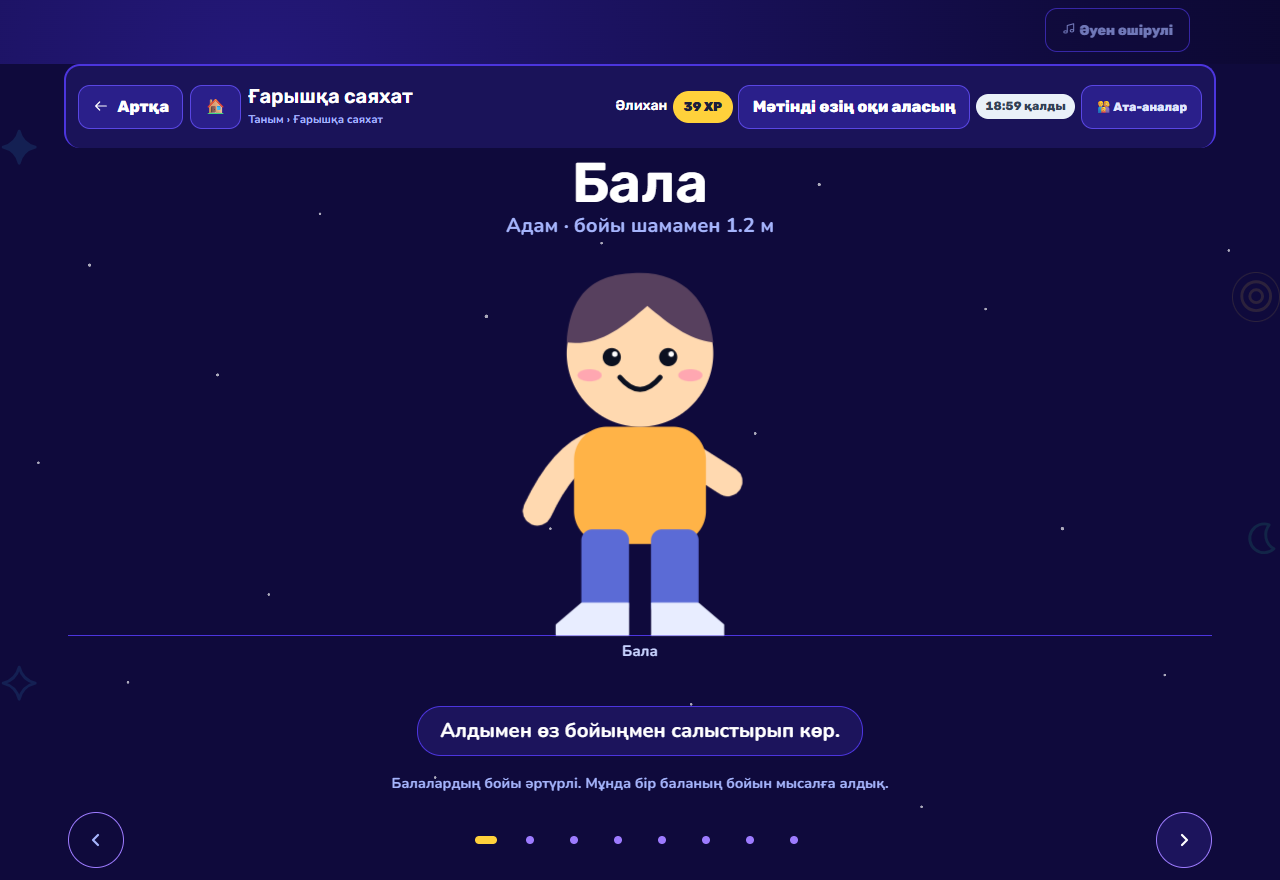 Әуен өшірулі
Артқа
Ғарышқа саяхат
Таным › Ғарышқа саяхат
Әлихан
39 XP
Мәтінді өзің оқи аласың
18:59 қалды
Ата-аналар
Бала
Адам · бойы шамамен 1.2 м
Бала
Алдымен өз бойыңмен салыстырып көр.
Балалардың бойы әртүрлі. Мұнда бір баланың бойын мысалға алдық.